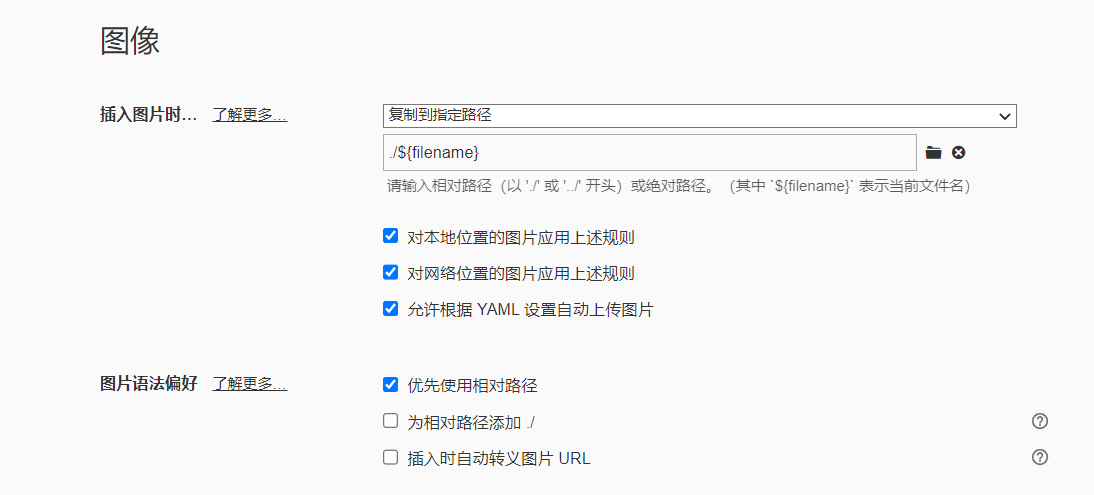 图像
插入图片时... 了解更多...
复制到指定路径
./${filename}
请输入相对路径（以 './' 或 '../' 开头）或绝对路径。（其中 `${filename}` 表示当前文件名）
对本地位置的图片应用上述规则
对网络位置的图片应用上述规则
允许根据 YAML 设置自动上传图片
图片语法偏好 了解更多...
优先使用相对路径
为相对路径添加 ./
插入时自动转义图片 URL